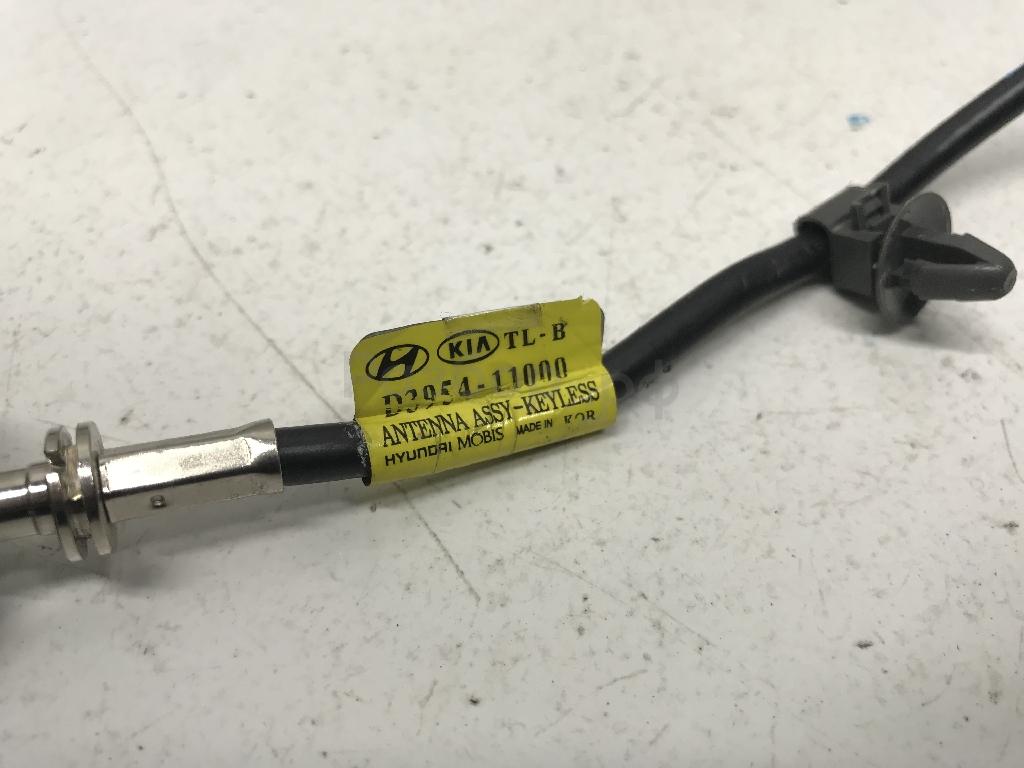 KIA TL-B
D3954-11000
ANTENNA ASSY-KEYLESS
HYUNDAI MOBIS MADE IN KOR